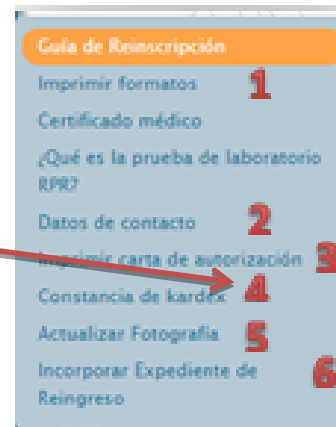 Guía de Reinscripción
Imprimir formatos 1
Certificado médico
¿Qué es la prueba de laboratorio
RPR?
Datos de contacto 2
Imprimir carta de autorización 3
Constancia de kardex 4
Actualizar Fotografía 5
Incorporar Expediente de 6
Reingreso